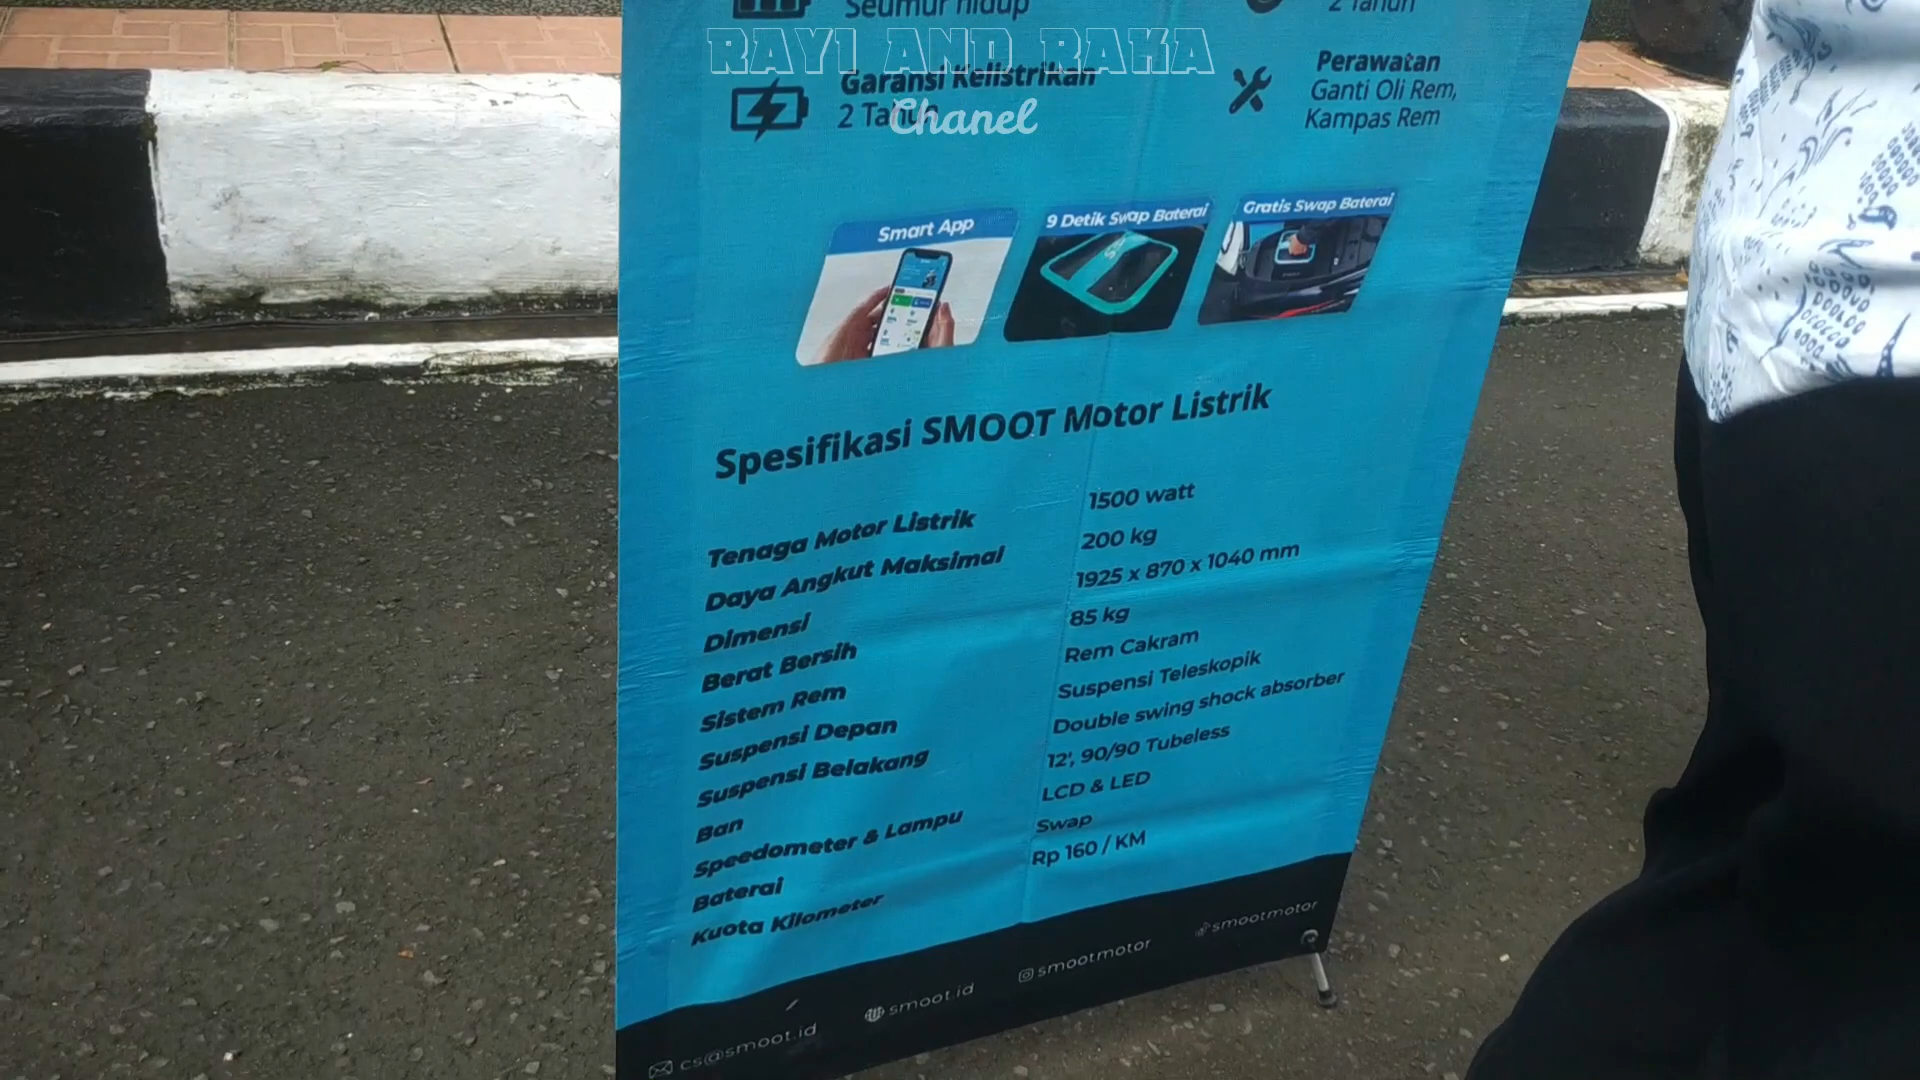 Seumur hidup
2 Tahun
RAYI AND RAKA
Chanel
Garansi Kelistrikan
2 Tahun
Perawatan
Ganti Oli Rem,
Kampas Rem
Smart App
9 Detik Swap Baterai
Gratis Swap Baterai
Spesifikasi SMOOT Motor Listrik
Tenaga Motor Listrik 1500 watt
Daya Angkut Maksimal 200 kg
Dimensi 1925 x 870 x 1040 mm
Berat Bersih 85 kg
Sistem Rem Rem Cakram
Suspensi Depan Suspensi Teleskopik
Suspensi Belakang Double swing shock absorber
Ban 12', 90/90 Tubeless
Speedometer & Lampu LCD & LED
Baterai Swap
Kuota Kilometer Rp 160 / KM
cs@smoot.id
smoot.id
smootmotor
smootmotor